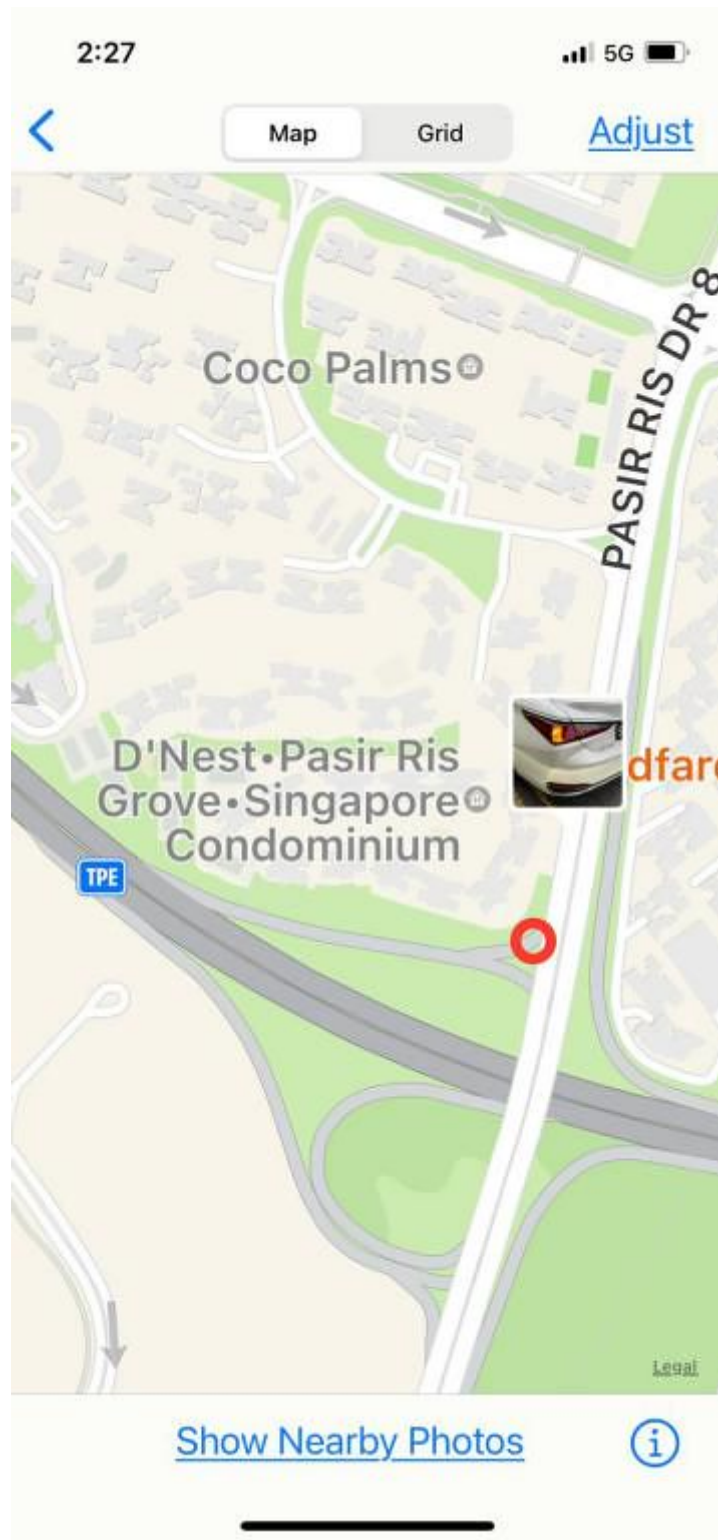 2:27
5G
Map
Grid
Adjust
PASIR RIS DR 8
Coco Palms
D'Nest•Pasir Ris
Grove•Singapore
Condominium
dfar
TPE
Legal
Show Nearby Photos